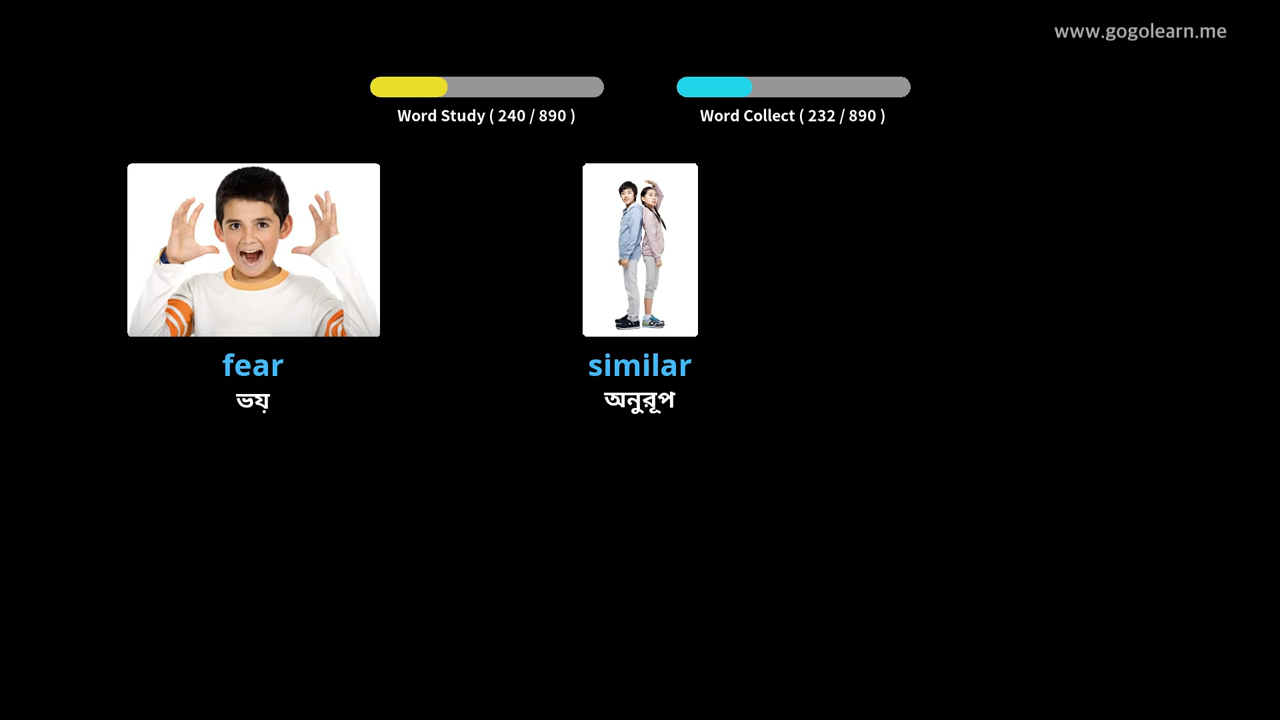 www.gogolearn.me
Word Study ( 240 / 890 )
Word Collect ( 232 / 890 )
fear
ভয়
similar
অনুরূপ